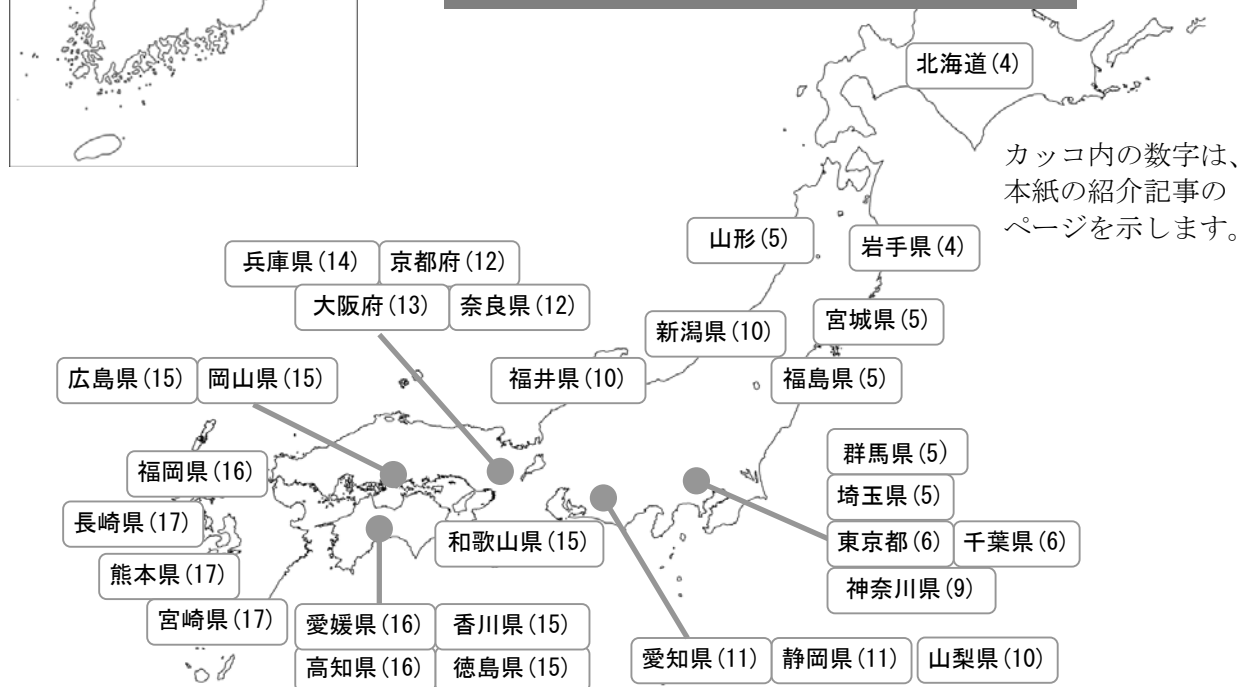 北海道(4)
カッコ内の数字は、
本紙の紹介記事の
ページを示します。
山形(5)
岩手県(4)
兵庫県(14) 京都府(12)
大阪府(13) 奈良県(12)
新潟県(10)
宮城県(5)
広島県(15) 岡山県(15)
福井県(10)
福島県(5)
群馬県(5)
福岡県(16)
埼玉県(5)
長崎県(17)
和歌山県(15)
東京都(6) 千葉県(6)
熊本県(17)
神奈川県(9)
宮崎県(17)
愛媛県(16) 香川県(15)
高知県(16) 徳島県(15)
愛知県(11) 静岡県(11) 山梨県(10)